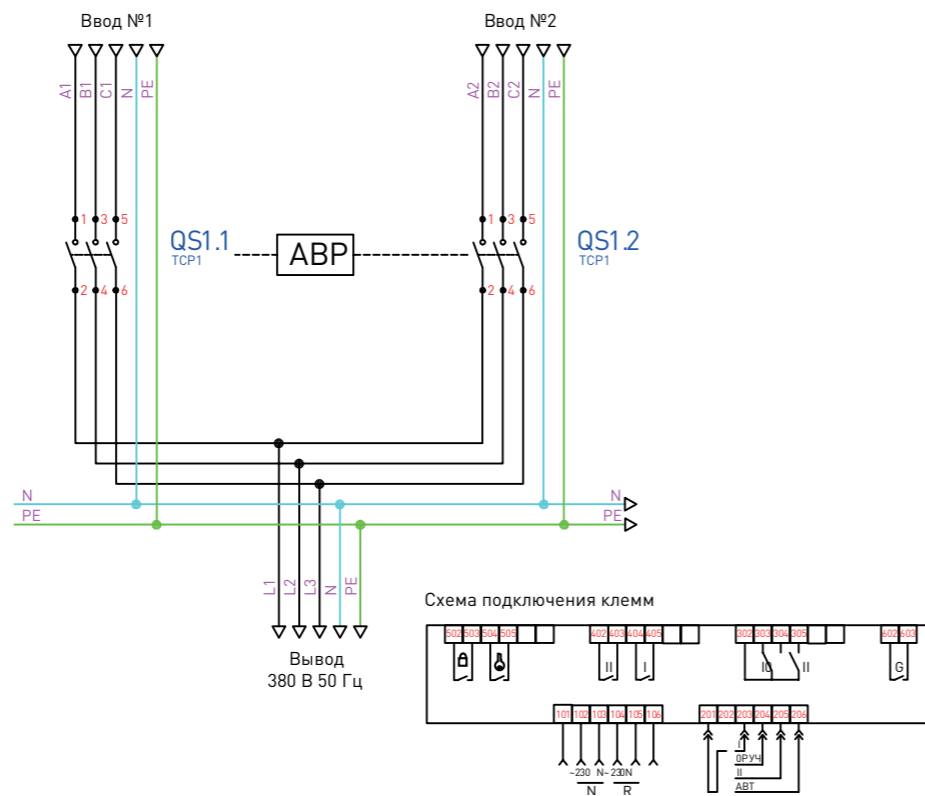 Ввод №1
Ввод №2
A1 B1 C1 N PE
A2 B2 C2 N PE
1 3 5
1 3 5
QS1.1
TCP1
АВР
QS1.2
TCP1
2 4 6
2 4 6
N
N
PE
PE
L1 L2 L3 N PE
Вывод
380 В 50 Гц
Схема подключения клемм
502 503 504 505 402 403 404 405 302 303 304 305 602 603
II I I0 II G
101 102 103 104 105 106 201 202 203 204 205 206
~230 N~230N
N R
I
0РУЧ
II
АВТ